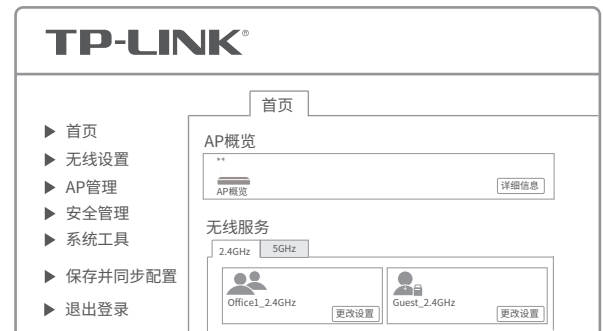 TP-LINK®
首页
▶ 首页
▶ 无线设置
▶ AP管理
▶ 安全管理
▶ 系统工具
▶ 保存并同步配置
▶ 退出登录
AP概览
AP概览
详细信息
无线服务
2.4GHz 5GHz
Office1_2.4GHz
更改设置
Guest_2.4GHz
更改设置